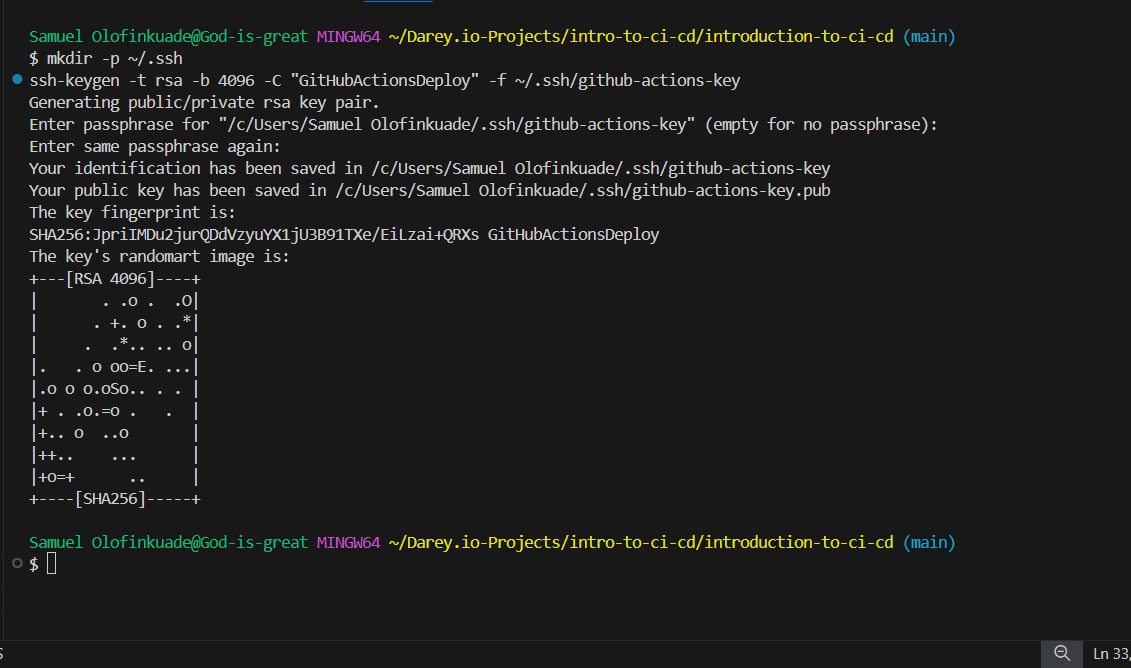 Samuel Olofinkuade@God-is-great MINGW64 ~/Darey.io-Projects/intro-to-ci-cd/introduction-to-ci-cd (main)
$ mkdir -p ~/.ssh
ssh-keygen -t rsa -b 4096 -C "GitHubActionsDeploy" -f ~/.ssh/github-actions-key
Generating public/private rsa key pair.
Enter passphrase for "/c/Users/Samuel Olofinkuade/.ssh/github-actions-key" (empty for no passphrase):
Enter same passphrase again:
Your identification has been saved in /c/Users/Samuel Olofinkuade/.ssh/github-actions-key
Your public key has been saved in /c/Users/Samuel Olofinkuade/.ssh/github-actions-key.pub
The key fingerprint is:
SHA256:JpriIMDu2jurQDdVzyuYX1jU3B91TXe/EiLzai+QRXs GitHubActionsDeploy
The key's randomart image is:
+---[RSA 4096]----+
|       . .o .  .O|
|      . +. o . .*|
|     .  .*.. .. o|
|.   . o oo=E. ...|
|.o o o.oSo.. . . |
|+ . .o.=o .   .  |
|+.. o  ..o       |
|++..    ...      |
|+o=+      ..     |
+----[SHA256]-----+
Samuel Olofinkuade@God-is-great MINGW64 ~/Darey.io-Projects/intro-to-ci-cd/introduction-to-ci-cd (main)
$
Ln 33,